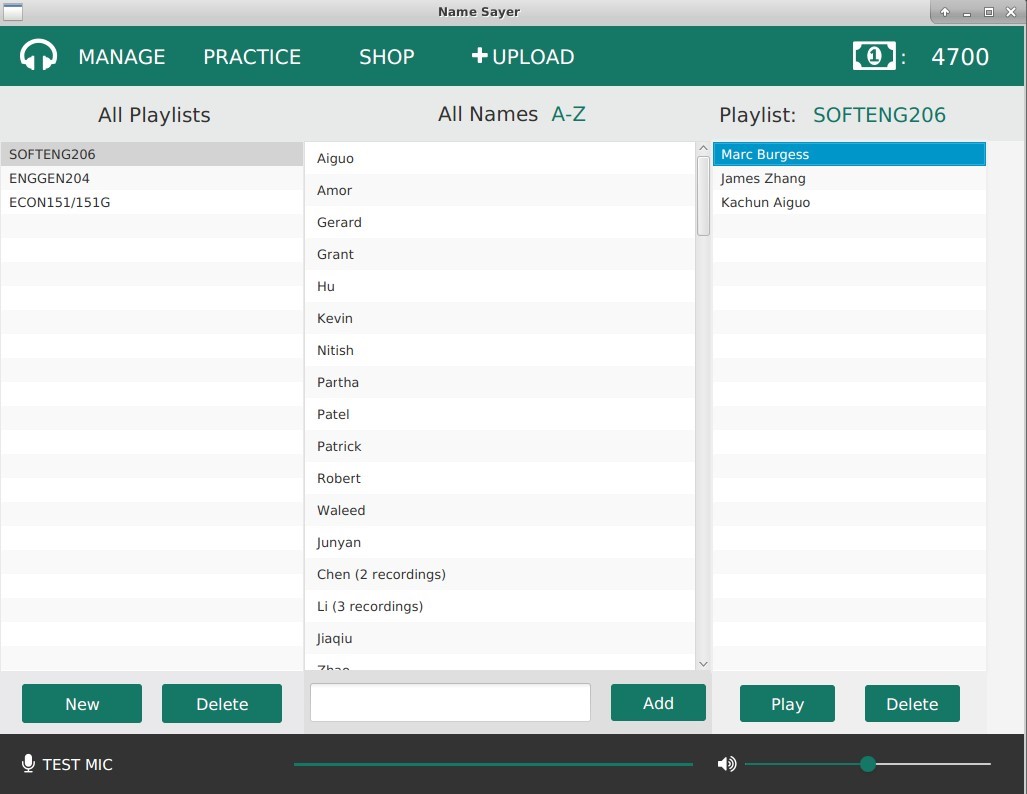 Name Sayer
MANAGE PRACTICE SHOP +UPLOAD 1 : 4700
All Playlists
SOFTENG206
ENGGEN204
ECON151/151G
New Delete
All Names A-Z
Aiguo
Amor
Gerard
Grant
Hu
Kevin
Nitish
Partha
Patel
Patrick
Robert
Waleed
Junyan
Chen (2 recordings)
Li (3 recordings)
Jiaqiu
Zhao
Add
Playlist: SOFTENG206
Marc Burgess
James Zhang
Kachun Aiguo
Play Delete
TEST MIC